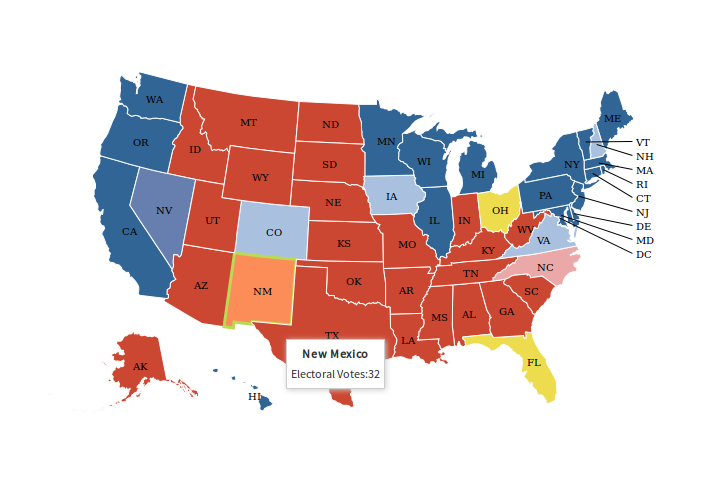 WA
OR
CA
NV
ID
MT
WY
UT
AZ
CO
NM
ND
SD
NE
KS
OK
TX
MN
IA
MO
AR
LA
WI
IL
MS
MI
IN
KY
TN
AL
OH
WV
GA
FL
SC
NC
VA
PA
NY
ME
VT
NH
MA
RI
CT
NJ
DE
MD
DC
AK
HI
New Mexico
Electoral Votes:32